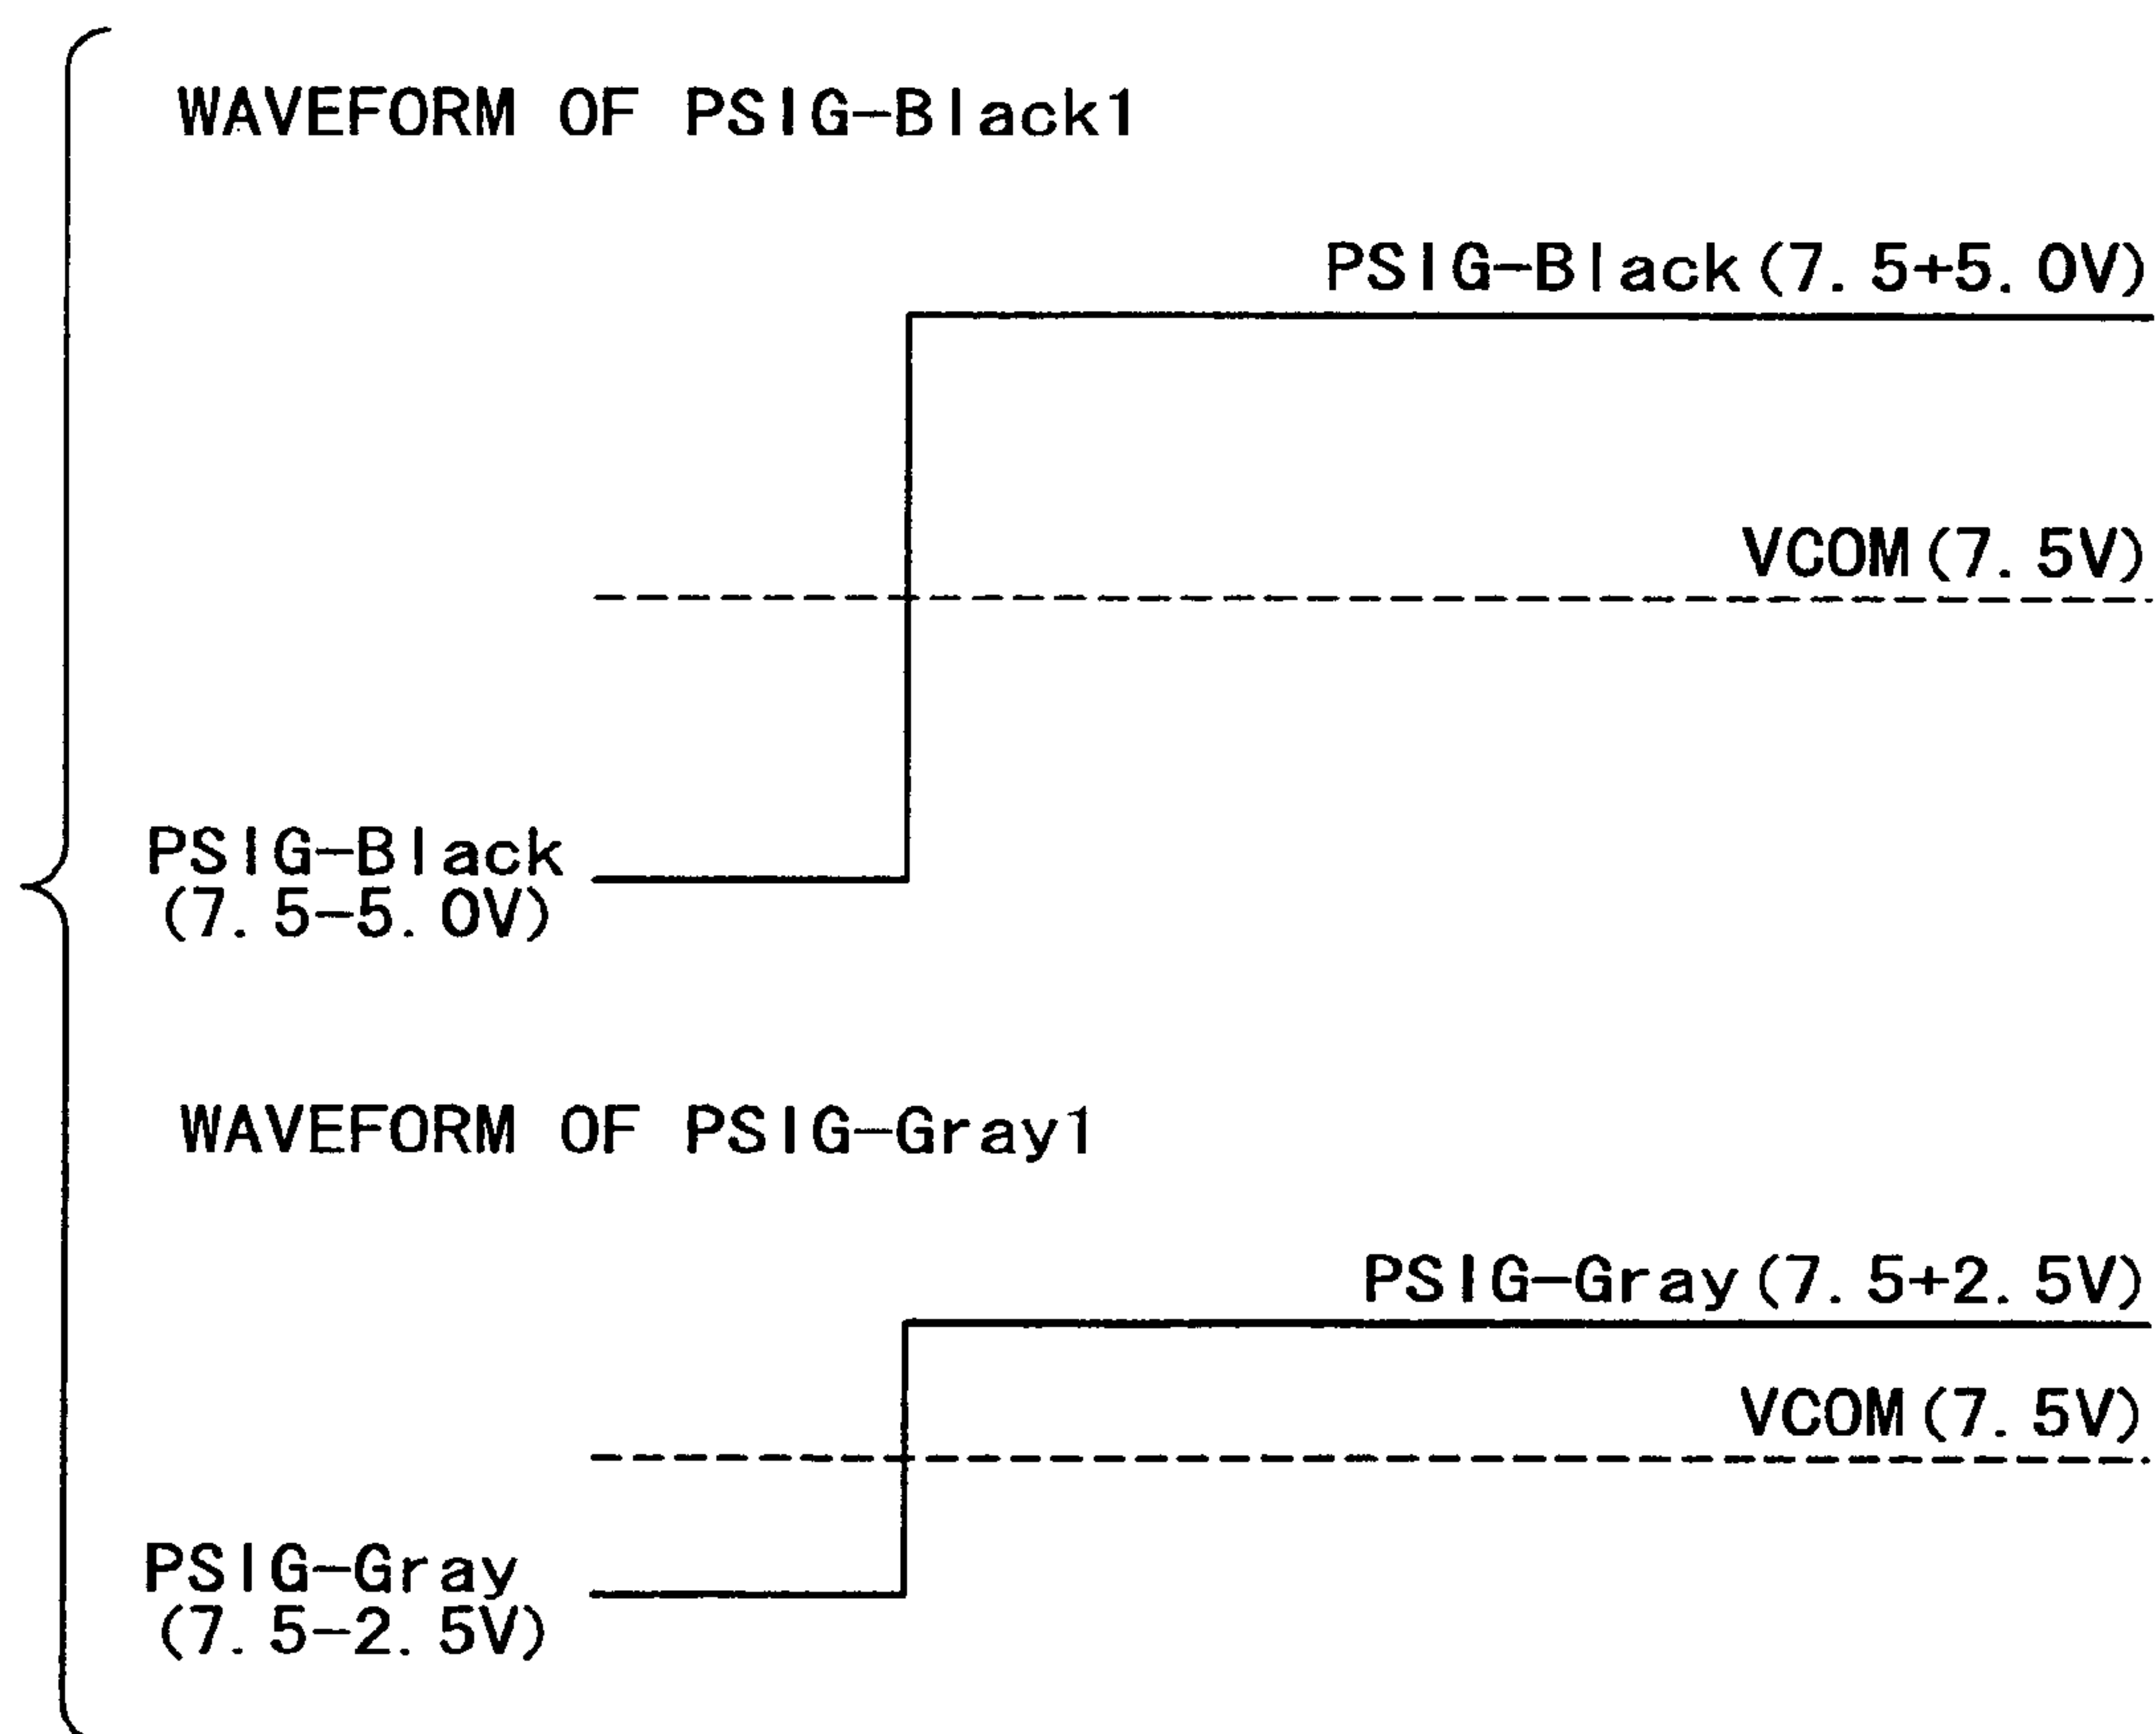 WAVEFORM OF PSIG-Black1
PSIG-Black(7.5+5.0V)
VCOM(7.5V)
PSIG-Black
(7.5-5.0V)
WAVEFORM OF PSIG-Gray1
PSIG-Gray(7.5+2.5V)
VCOM(7.5V)
PSIG-Gray
(7.5-2.5V)